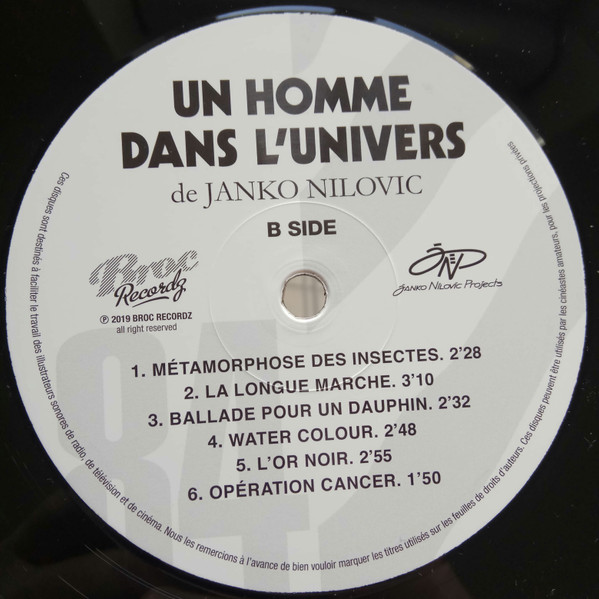 UN HOMME
DANS L'UNIVERS
de JANKO NILOVIC
B SIDE
Broc
Recordz
℗ 2019 BROC RECORDZ
all right reserved
JNP
Janko Nilovic Projects
1. MÉTAMORPHOSE DES INSECTES. 2'28
2. LA LONGUE MARCHE. 3'10
3. BALLADE POUR UN DAUPHIN. 2'32
4. WATER COLOUR. 2'48
5. L'OR NOIR. 2'55
6. OPÉRATION CANCER. 1'50
Ces disques sont destinés à faciliter le travail des illustrateurs sonores de radio, de télévision et de cinéma. Nous les remercions à l'avance de bien vouloir marquer les titres utilisés sur les feuilles de droits d'auteurs. Ces disques peuvent être utilisés par les cinéastes amateurs, pour les projections privées